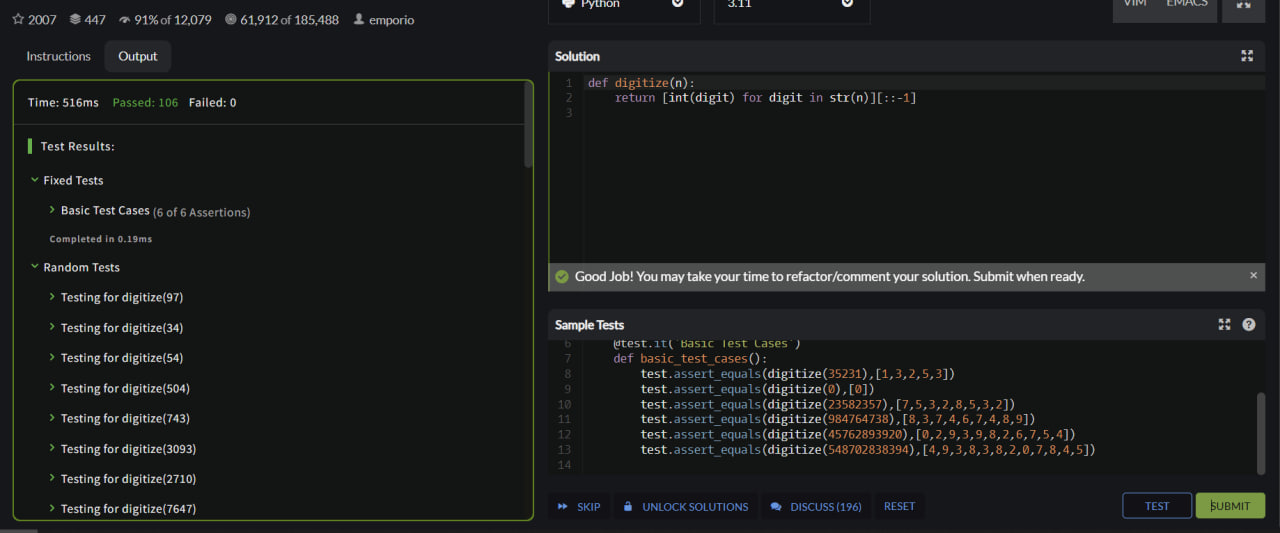 2007 447 91% of 12,079 61,912 of 185,488 emporio
Python 3.11 VIM EMACS
Instructions Output
Time: 516ms Passed: 106 Failed: 0
Test Results:
Fixed Tests
Basic Test Cases (6 of 6 Assertions)
Completed in 0.19ms
Random Tests
Testing for digitize(97)
Testing for digitize(34)
Testing for digitize(54)
Testing for digitize(504)
Testing for digitize(743)
Testing for digitize(3093)
Testing for digitize(2710)
Testing for digitize(7647)
Solution
1 def digitize(n):
2 return [int(digit) for digit in str(n)][::-1]
3
Good Job! You may take your time to refactor/comment your solution. Submit when ready.
Sample Tests
6 @test.it('Basic Test Cases')
7 def basic_test_cases():
8 test.assert_equals(digitize(35231),[1,3,2,5,3])
9 test.assert_equals(digitize(0),[0])
10 test.assert_equals(digitize(23582357),[7,5,3,2,8,5,3,2])
11 test.assert_equals(digitize(984764738),[8,3,7,4,6,7,4,8,9])
12 test.assert_equals(digitize(45762893920),[0,2,9,3,9,8,2,6,7,5,4])
13 test.assert_equals(digitize(548702838394),[4,9,3,8,3,8,2,0,7,8,4,5])
14
SKIP UNLOCK SOLUTIONS DISCUSS (196) RESET TEST SUBMIT